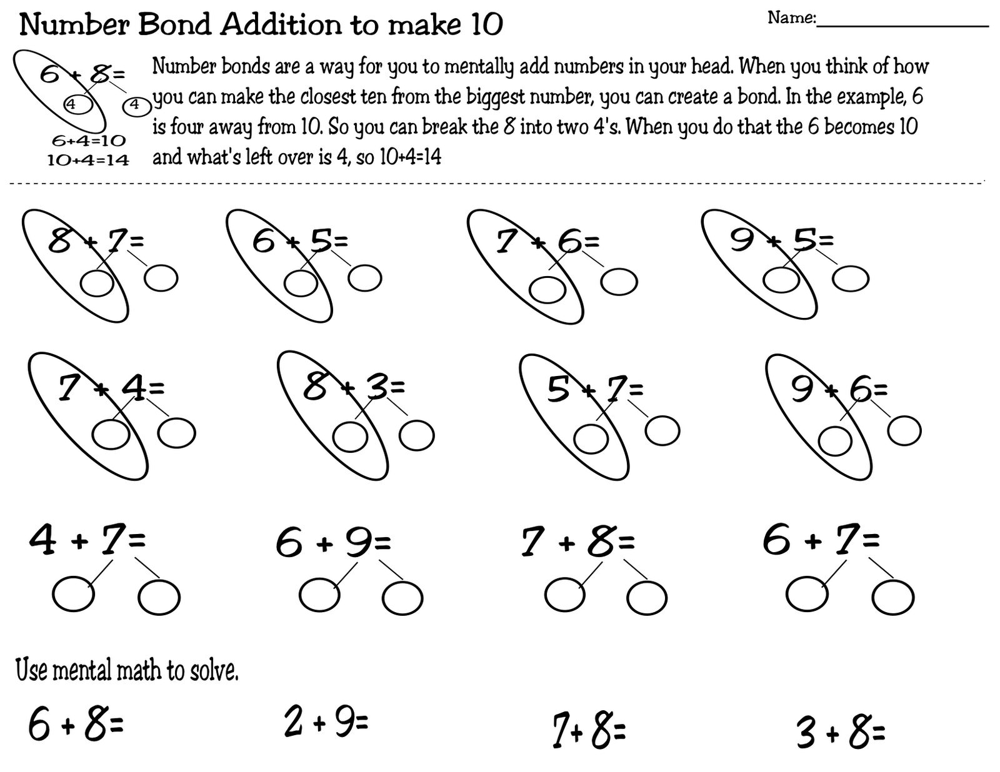 Number Bond Addition to make 10
Name:
6 + 8=
4 4
6+4=10
10+4=14
Number bonds are a way for you to mentally add numbers in your head. When you think of how
you can make the closest ten from the biggest number, you can create a bond. In the example, 6
is four away from 10. So you can break the 8 into two 4's. When you do that the 6 becomes 10
and what's left over is 4, so 10+4=14
8 + 7= 6 + 5= 7 + 6= 9 + 5=
7 + 4= 8 + 3= 5 + 7= 9 + 6=
4 + 7= 6 + 9= 7 + 8= 6 + 7=
Use mental math to solve.
6 + 8= 2 + 9= 7+ 8= 3 + 8=